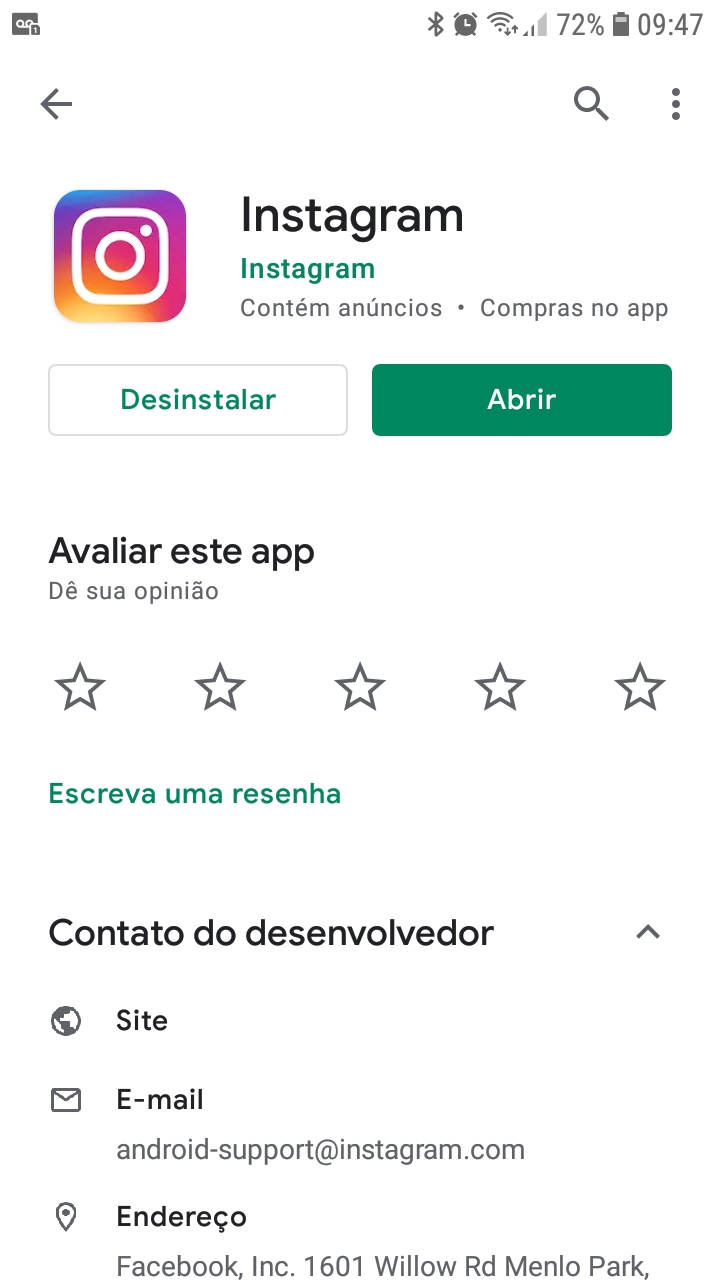 72% 09:47
Instagram
Instagram
Contém anúncios • Compras no app
Desinstalar
Abrir
Avaliar este app
Dê sua opinião
Escreva uma resenha
Contato do desenvolvedor
Site
E-mail
android-support@instagram.com
Endereço
Facebook, Inc. 1601 Willow Rd Menlo Park,